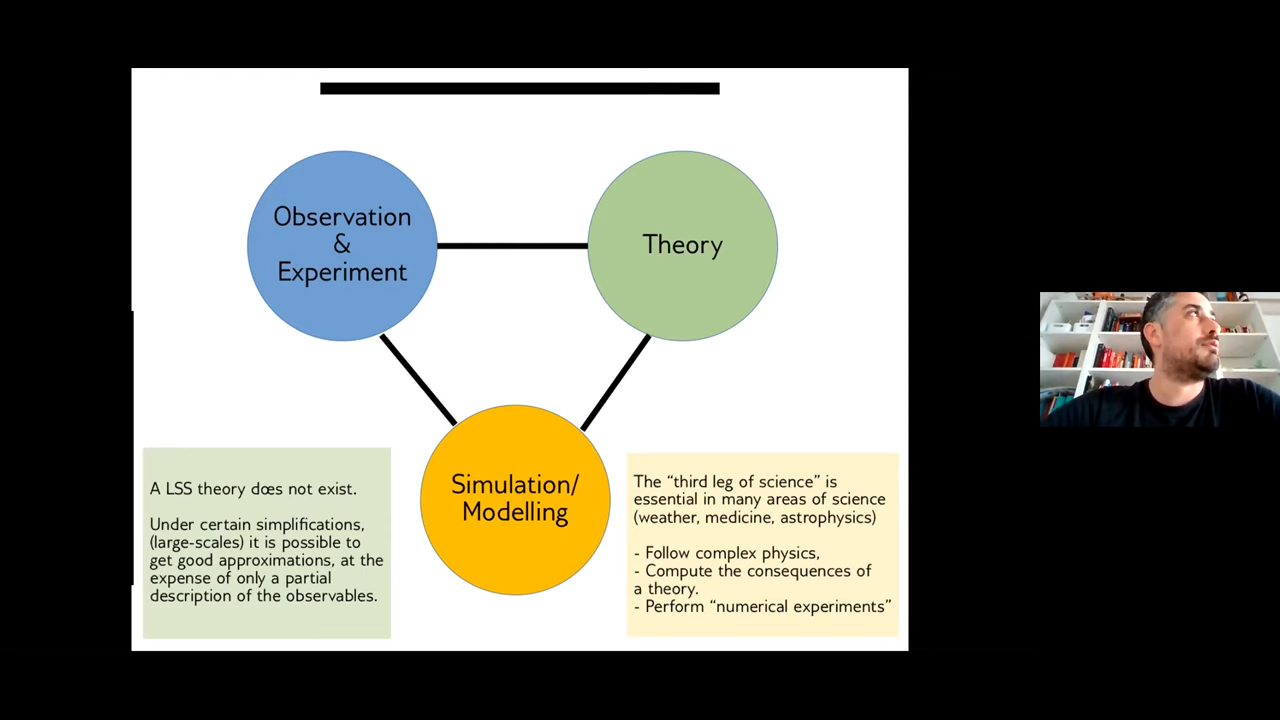 Observation
&
Experiment
Theory
Simulation/
Modelling
A LSS theory does not exist.
Under certain simplifications,
(large-scales) it is possible to
get good approximations, at the
expense of only a partial
description of the observables.
The “third leg of science” is
essential in many areas of science
(weather, medicine, astrophysics)
- Follow complex physics,
- Compute the consequences of
a theory.
- Perform “numerical experiments”